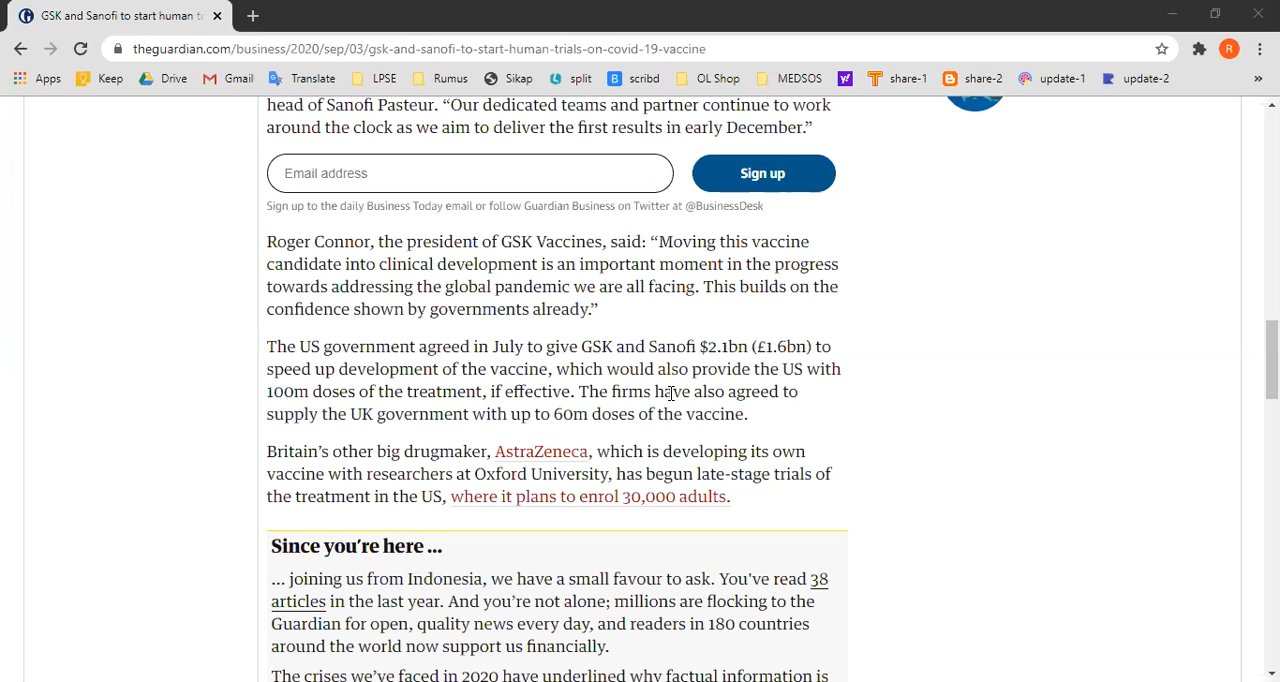 GSK and Sanofi to start human t
theguardian.com/business/2020/sep/03/gsk-and-sanofi-to-start-human-trials-on-covid-19-vaccine
R
Apps Keep Drive Gmail Translate LPSE Rumus Sikap split scribd OL Shop MEDSOS share-1 share-2 update-1 update-2 »
head of Sanofi Pasteur. “Our dedicated teams and partner continue to work
around the clock as we aim to deliver the first results in early December.”
Email address Sign up
Sign up to the daily Business Today email or follow Guardian Business on Twitter at @BusinessDesk
Roger Connor, the president of GSK Vaccines, said: “Moving this vaccine
candidate into clinical development is an important moment in the progress
towards addressing the global pandemic we are all facing. This builds on the
confidence shown by governments already.”
The US government agreed in July to give GSK and Sanofi $2.1bn (£1.6bn) to
speed up development of the vaccine, which would also provide the US with
100m doses of the treatment, if effective. The firms have also agreed to
supply the UK government with up to 60m doses of the vaccine.
Britain’s other big drugmaker, AstraZeneca, which is developing its own
vaccine with researchers at Oxford University, has begun late-stage trials of
the treatment in the US, where it plans to enrol 30,000 adults.
Since you’re here ...
... joining us from Indonesia, we have a small favour to ask. You’ve read 38
articles in the last year. And you’re not alone; millions are flocking to the
Guardian for open, quality news every day, and readers in 180 countries
around the world now support us financially.
The crises we’ve faced in 2020 have underlined why factual information is